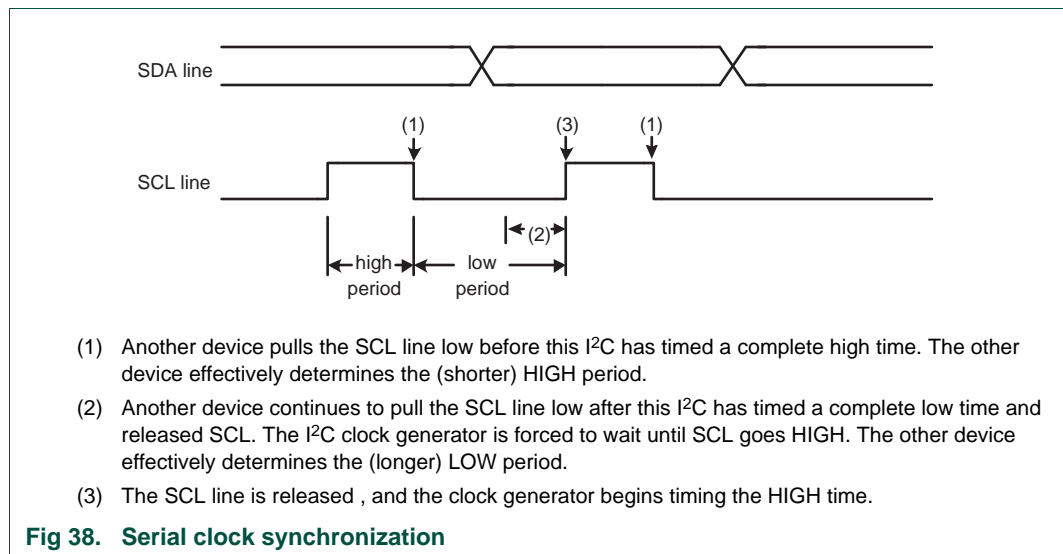 SDA line
(1) (3) (1)
SCL line
(2)
high low
period period
(1) Another device pulls the SCL line low before this I2C has timed a complete high time. The other
device effectively determines the (shorter) HIGH period.
(2) Another device continues to pull the SCL line low after this I2C has timed a complete low time and
released SCL. The I2C clock generator is forced to wait until SCL goes HIGH. The other device
effectively determines the (longer) LOW period.
(3) The SCL line is released , and the clock generator begins timing the HIGH time.
Fig 38. Serial clock synchronization